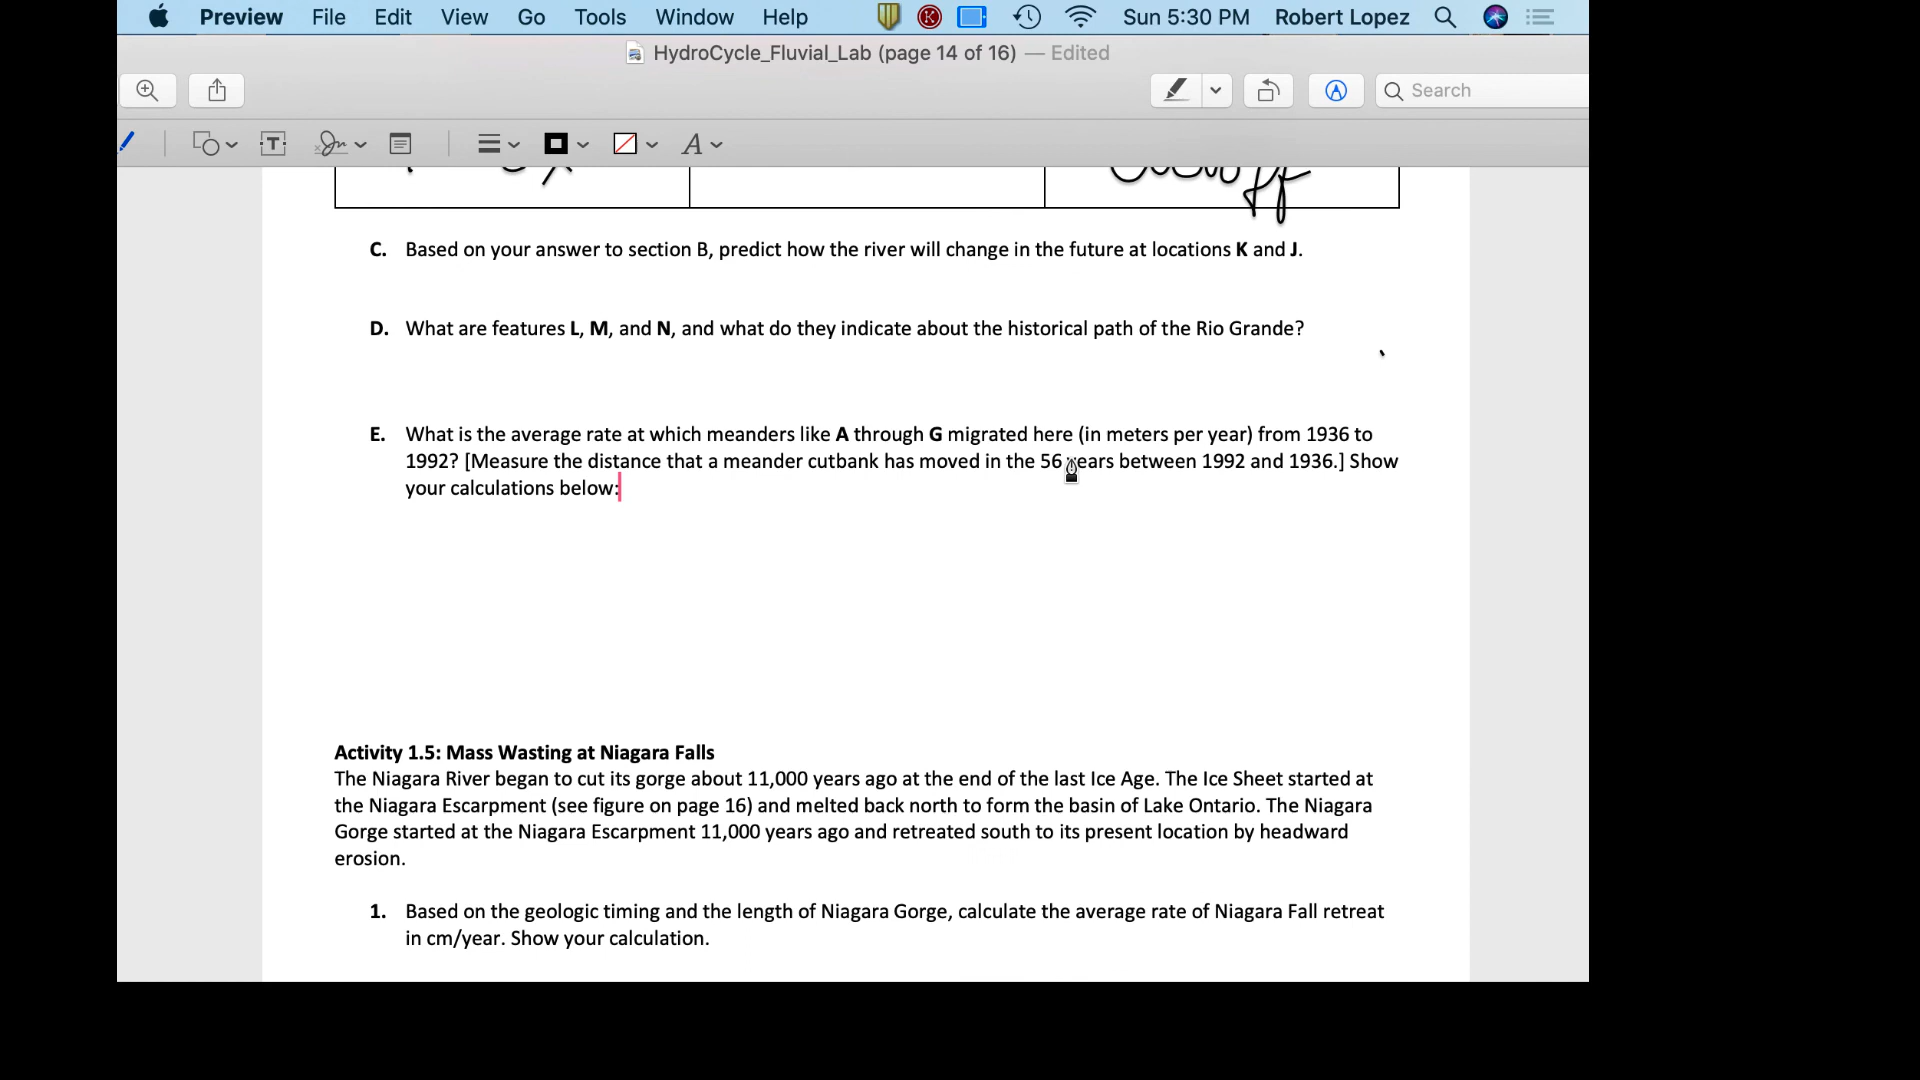 Preview File Edit View Go Tools Window Help Sun 5:30 PM Robert Lopez
HydroCycle_Fluvial_Lab (page 14 of 16) — Edited
Search
C. Based on your answer to section B, predict how the river will change in the future at locations K and J.
D. What are features L, M, and N, and what do they indicate about the historical path of the Rio Grande?
E. What is the average rate at which meanders like A through G migrated here (in meters per year) from 1936 to
1992? [Measure the distance that a meander cutbank has moved in the 56 years between 1992 and 1936.] Show
your calculations below:
Activity 1.5: Mass Wasting at Niagara Falls
The Niagara River began to cut its gorge about 11,000 years ago at the end of the last Ice Age. The Ice Sheet started at
the Niagara Escarpment (see figure on page 16) and melted back north to form the basin of Lake Ontario. The Niagara
Gorge started at the Niagara Escarpment 11,000 years ago and retreated south to its present location by headward
erosion.
1. Based on the geologic timing and the length of Niagara Gorge, calculate the average rate of Niagara Fall retreat
in cm/year. Show your calculation.